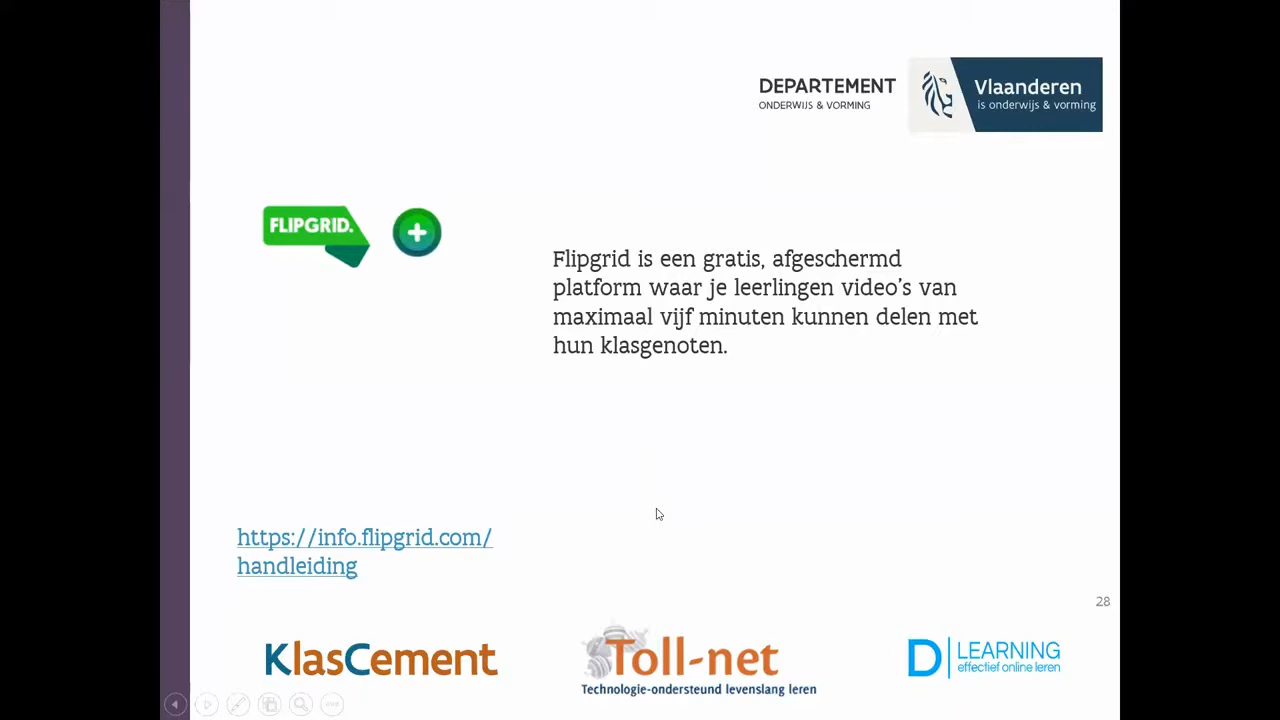 DEPARTEMENT
ONDERWIJS & VORMING
Vlaanderen
is onderwijs & vorming
FLIPGRID.
Flipgrid is een gratis, afgeschermd
platform waar je leerlingen video's van
maximaal vijf minuten kunnen delen met
hun klasgenoten.
https://info.flipgrid.com/
handleiding
28
KlasCement
Toll-net
Technologie-ondersteund levenslang leren
D LEARNING
effectief online leren